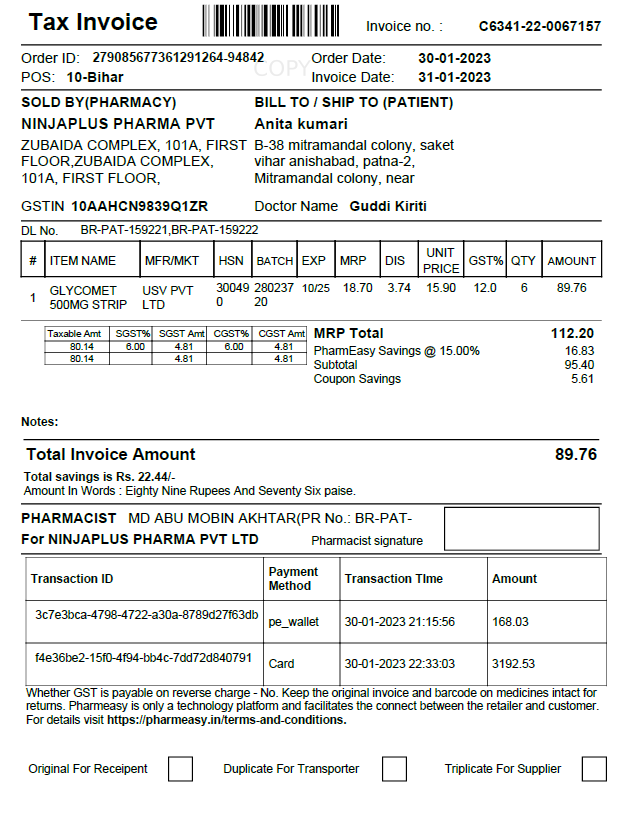 Tax Invoice
Invoice no. : C6341-22-0067157
Order ID: 279085677361291264-94842
Order Date: 30-01-2023
COPY
POS: 10-Bihar
Invoice Date: 31-01-2023
SOLD BY(PHARMACY)
NINJAPLUS PHARMA PVT
ZUBAIDA COMPLEX, 101A, FIRST
FLOOR,ZUBAIDA COMPLEX,
101A, FIRST FLOOR,
BILL TO / SHIP TO (PATIENT)
Anita kumari
B-38 mitramandal colony, saket
vihar anishabad, patna-2,
Mitramandal colony, near
GSTIN 10AAHCN9839Q1ZR
Doctor Name Guddi Kiriti
DL No. BR-PAT-159221,BR-PAT-159222
# ITEM NAME MFR/MKT HSN BATCH EXP MRP DIS UNIT PRICE GST% QTY AMOUNT
1 GLYCOMET 500MG STRIP USV PVT LTD 300490 28023720 10/25 18.70 3.74 15.90 12.0 6 89.76
Taxable Amt SGST% SGST Amt CGST% CGST Amt
80.14 6.00 4.81 6.00 4.81
80.14 4.81 4.81
MRP Total 112.20
PharmEasy Savings @ 15.00% 16.83
Subtotal 95.40
Coupon Savings 5.61
Notes:
Total Invoice Amount 89.76
Total savings is Rs. 22.44/-
Amount In Words : Eighty Nine Rupees And Seventy Six paise.
PHARMACIST MD ABU MOBIN AKHTAR(PR No.: BR-PAT-
For NINJAPLUS PHARMA PVT LTD
Pharmacist signature
Transaction ID Payment Method Transaction TIme Amount
3c7e3bca-4798-4722-a30a-8789d27f63db pe_wallet 30-01-2023 21:15:56 168.03
f4e36be2-15f0-4f94-bb4c-7dd72d840791 Card 30-01-2023 22:33:03 3192.53
Whether GST is payable on reverse charge - No. Keep the original invoice and barcode on medicines intact for
returns. Pharmeasy is only a technology platform and facilitates the connect between the retailer and customer.
For details visit https://pharmeasy.in/terms-and-conditions.
Original For Receipent
Duplicate For Transporter
Triplicate For Supplier